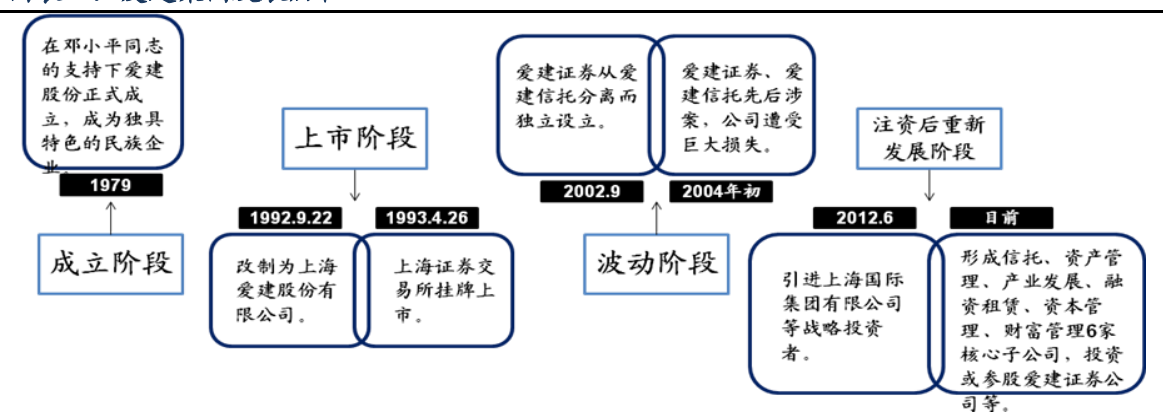 在邓小平同志
的支持下爱建
股份正式成
立，成为独具
特色的民族企
业。
1979
成立阶段
上市阶段
1992.9.22
改制为上海
爱建股份有
限公司。
1993.4.26
上海证券交
易所挂牌上
市。
爱建证券从爱
建信托分离而
独立设立。
2002.9
爱建证券、爱
建信托先后涉
案，公司遭受
巨大损失。
2004年初
波动阶段
注资后重新
发展阶段
2012.6
引进上海国际
集团有限公司
等战略投资
者。
目前
形成信托、资产管
理、产业发展、融
资租赁、资本管
理、财富管理6家
核心子公司，投资
或参股爱建证券公
司等。